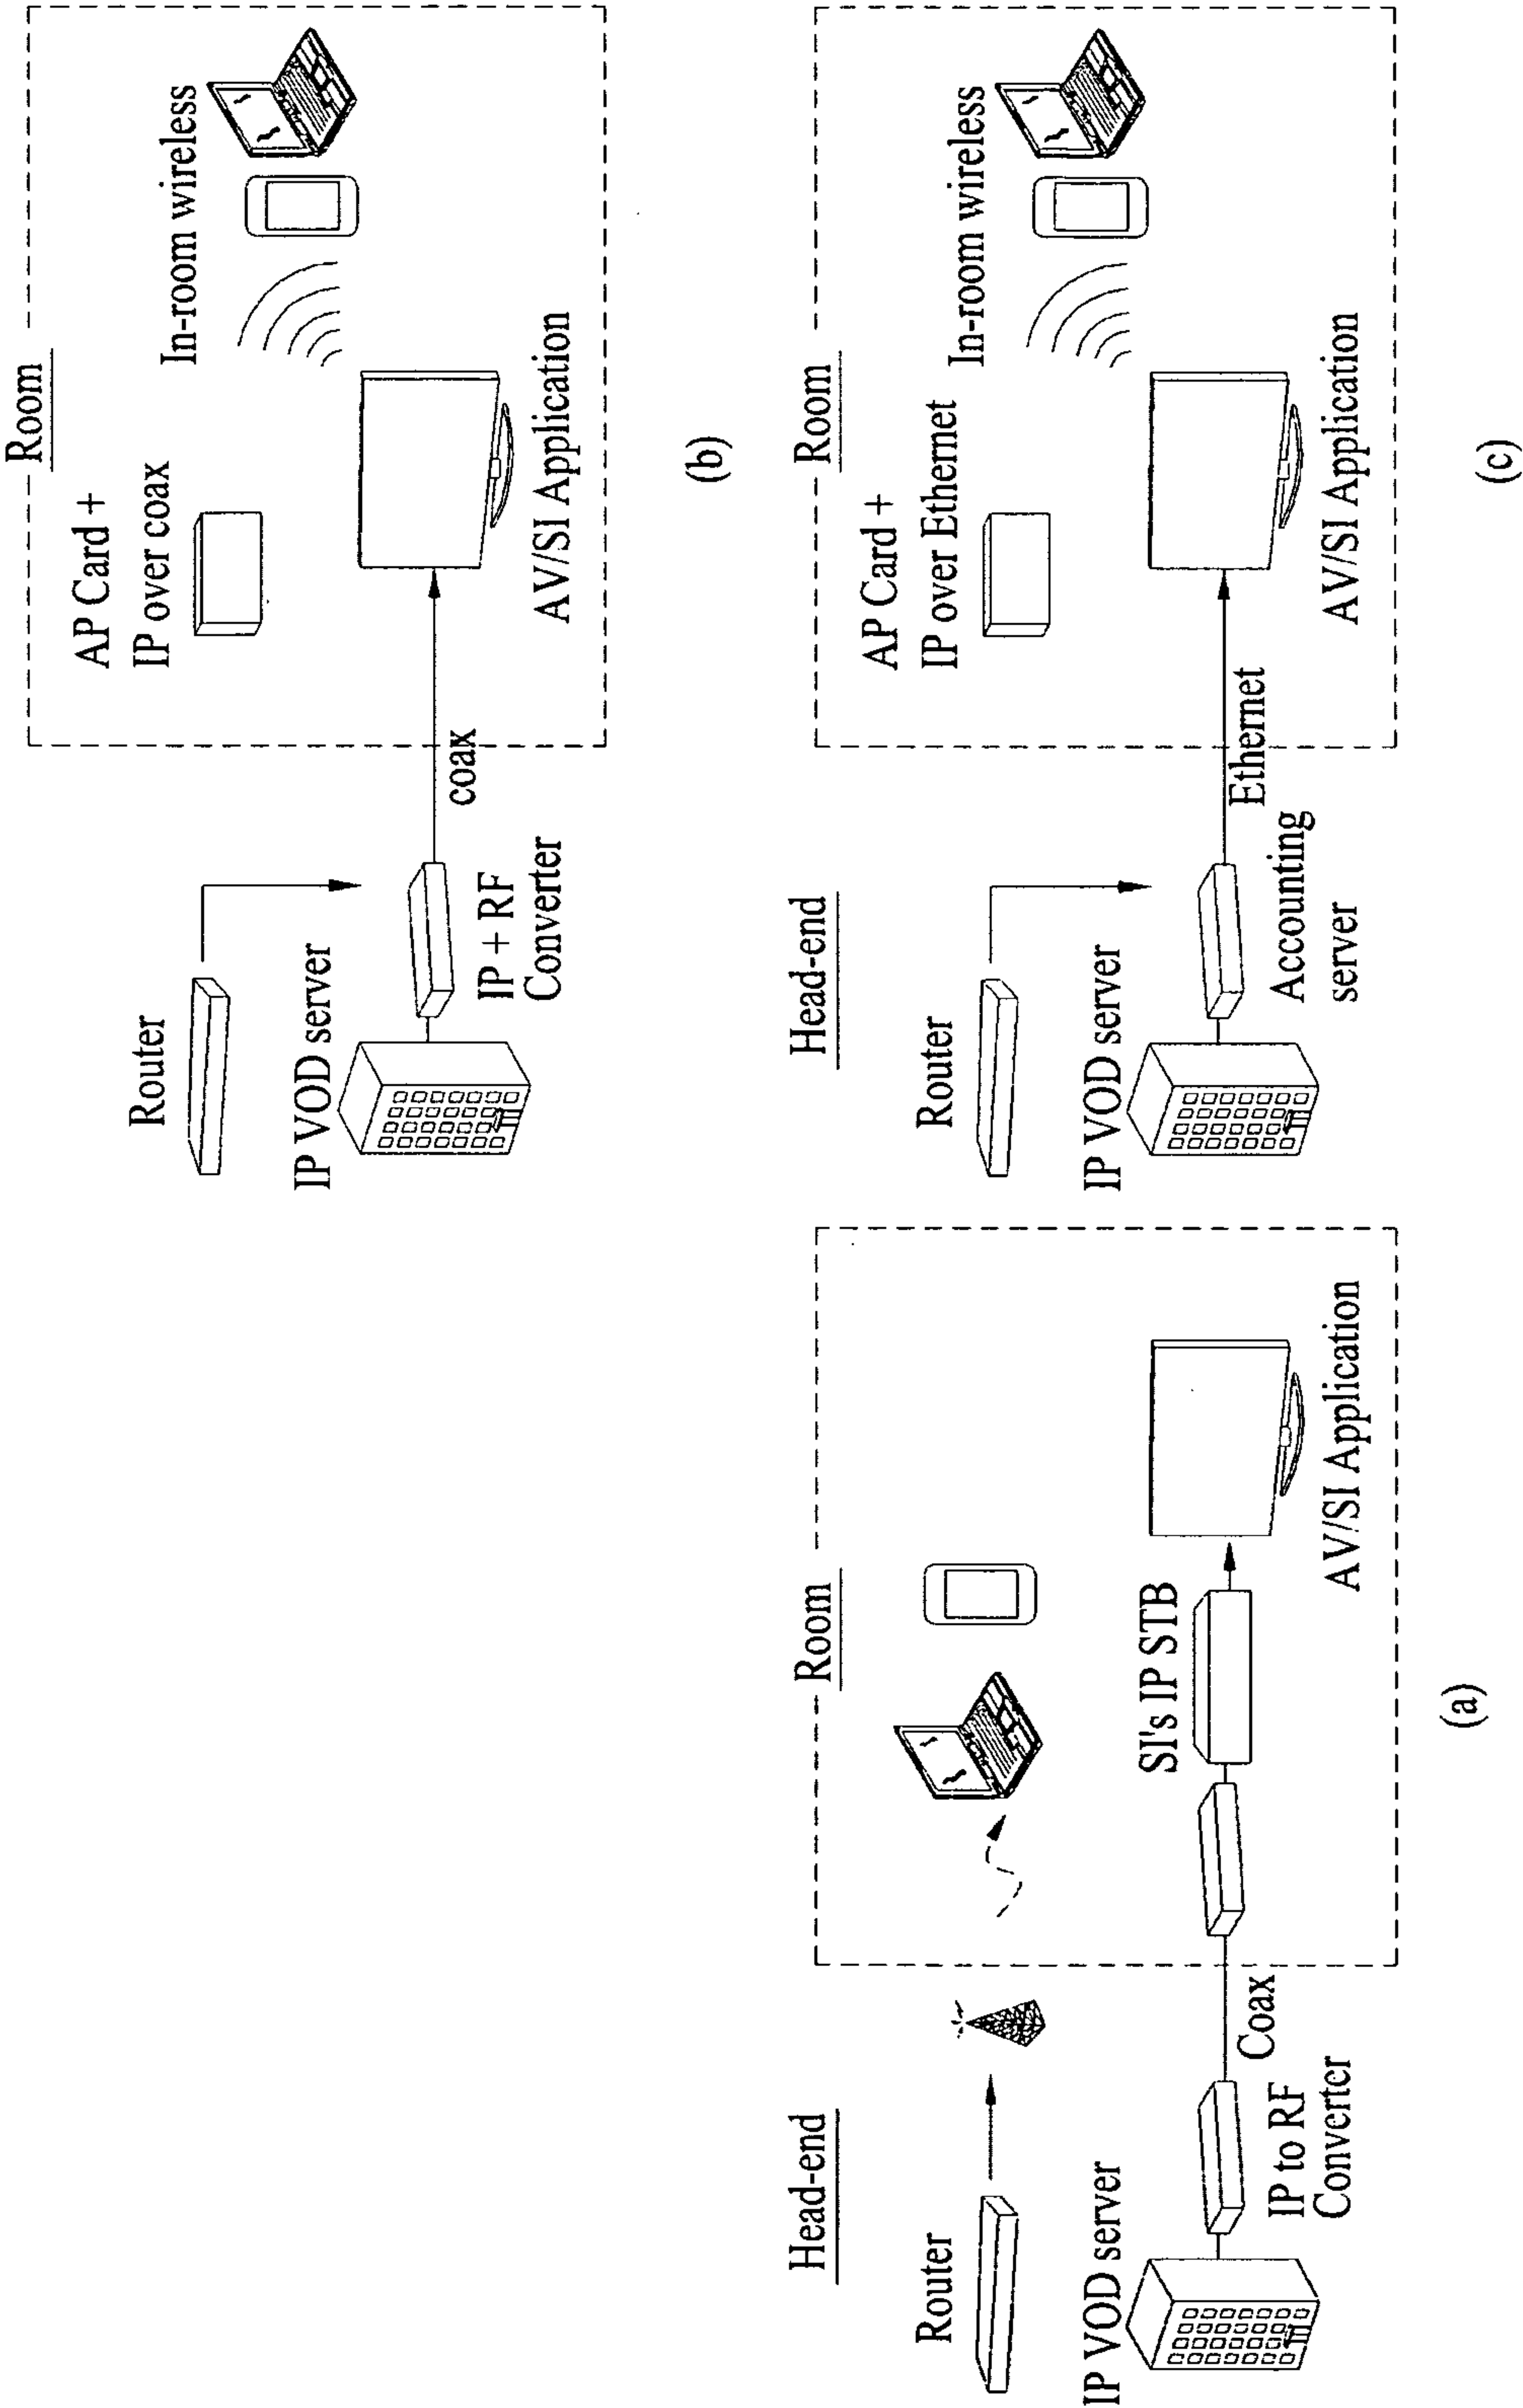 Room
AP Card +
IP over coax
In-room wireless
Router
IP VOD server
IP + RF
Converter
coax
AV/SI Application
(b)
Head-end
Room
Router
IP VOD server
IP to RF
Converter
Coax
SI's IP STB
AV/SI Application
(a)
Head-end
Room
AP Card +
IP over Ethernet
In-room wireless
Router
IP VOD server
Accounting
server
Ethernet
AV/SI Application
(c)